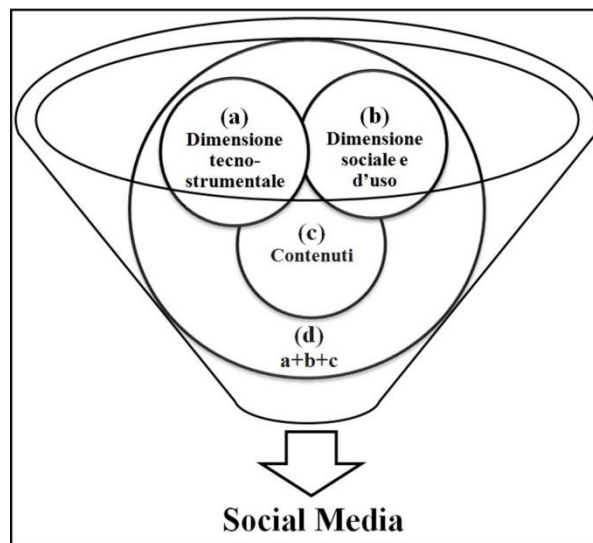 (a)
Dimensione
tecno-
strumentale
(b)
Dimensione
sociale e
d’uso
(c)
Contenuti
(d)
a+b+c
Social Media